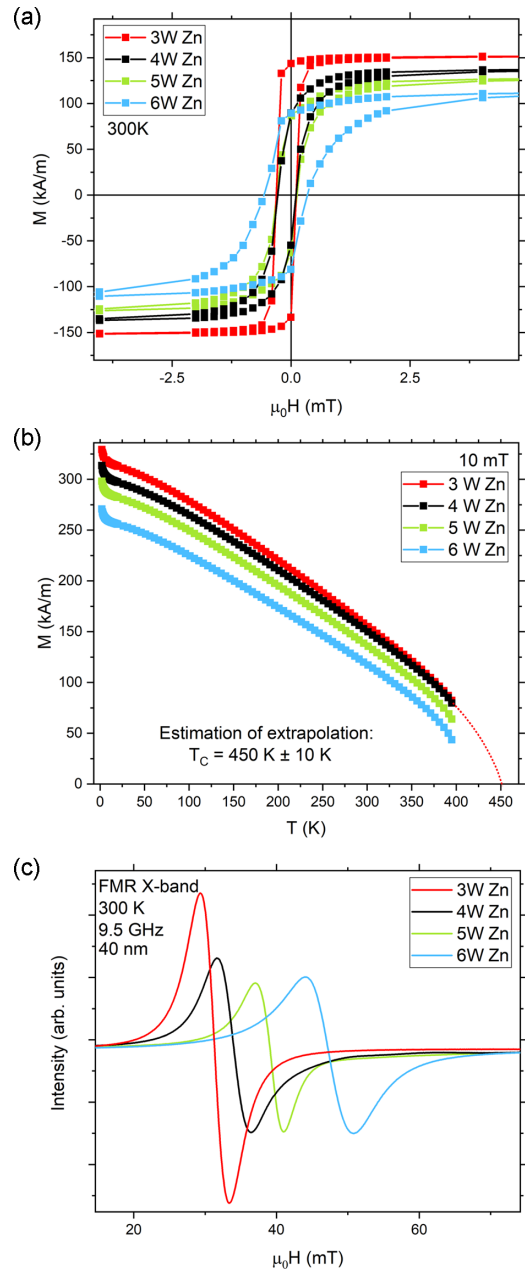 (a)
3W Zn
4W Zn
5W Zn
6W Zn
300K
150
100
50
0
-50
-100
-150
M (kA/m)
-2.5
0.0
2.5
μ₀H (mT)
(b)
10 mT
3 W Zn
4 W Zn
5 W Zn
6 W Zn
300
250
200
150
100
50
0
M (kA/m)
Estimation of extrapolation:
T_C = 450 K ± 10 K
0
50
100
150
200
250
300
350
400
450
T (K)
(c)
FMR X-band
300 K
9.5 GHz
40 nm
3W Zn
4W Zn
5W Zn
6W Zn
Intensity (arb. units)
20
40
60
μ₀H (mT)